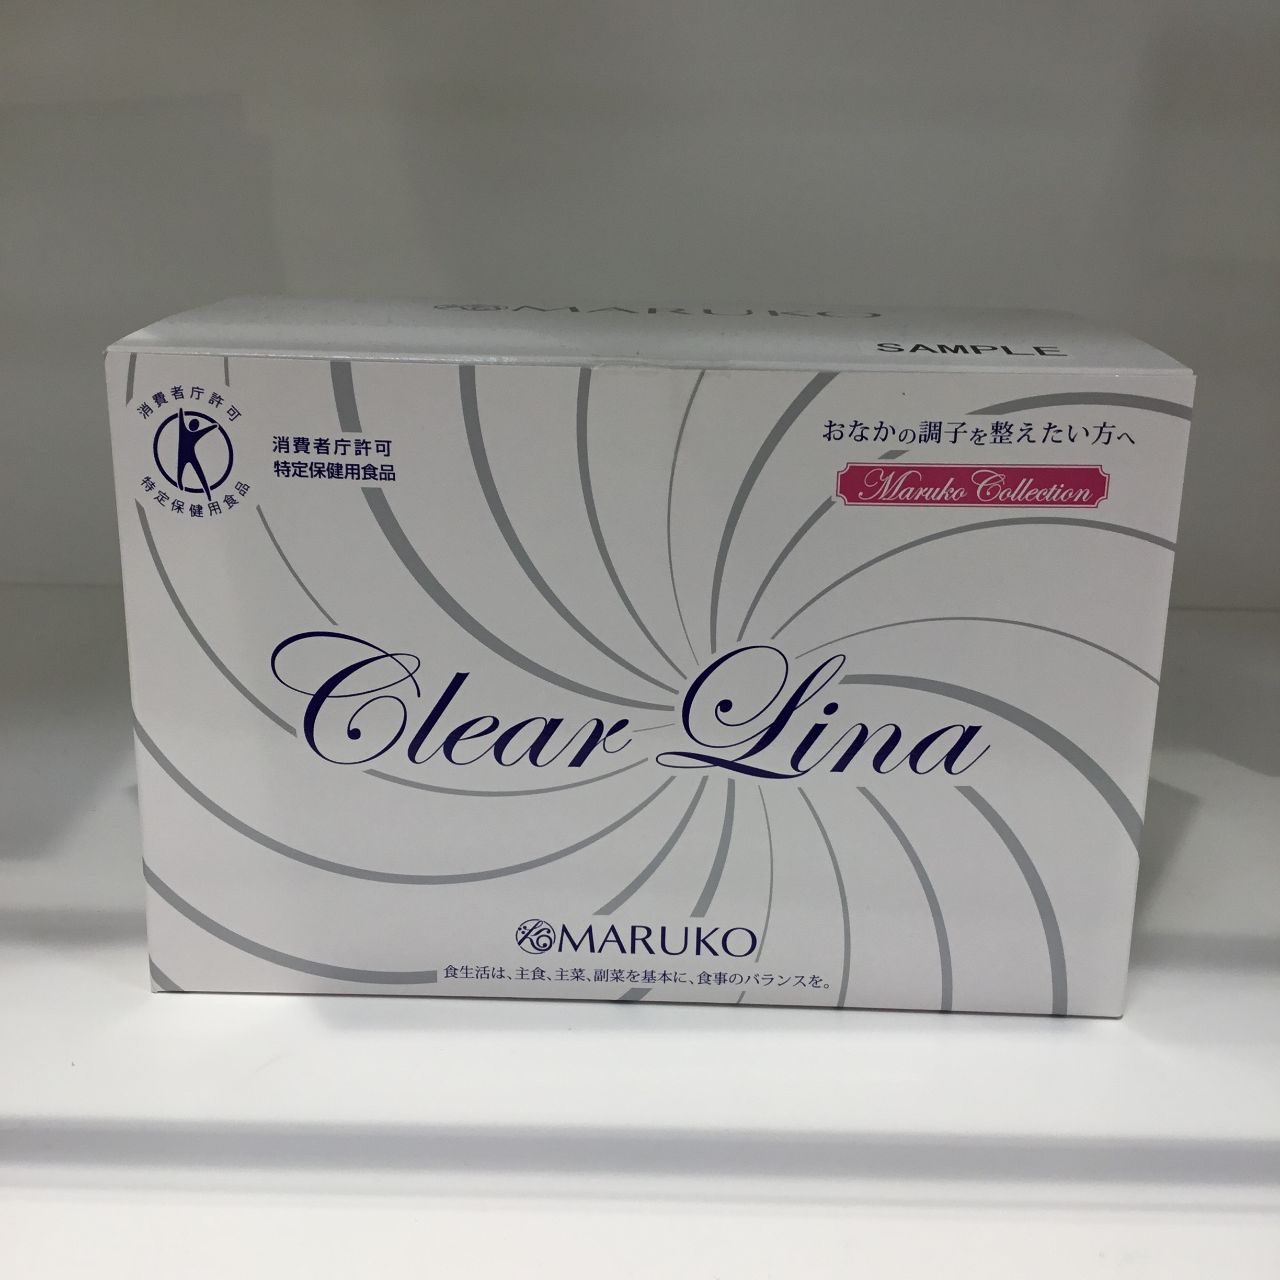 MARUKO
SAMPLE
消費者庁許可
特定保健用食品
消費者庁許可
特定保健用食品
おなかの調子を整えたい方へ
Maruko Collection
Clear Lina
MARUKO
食生活は、主食、主菜、副菜を基本に、食事のバランスを。